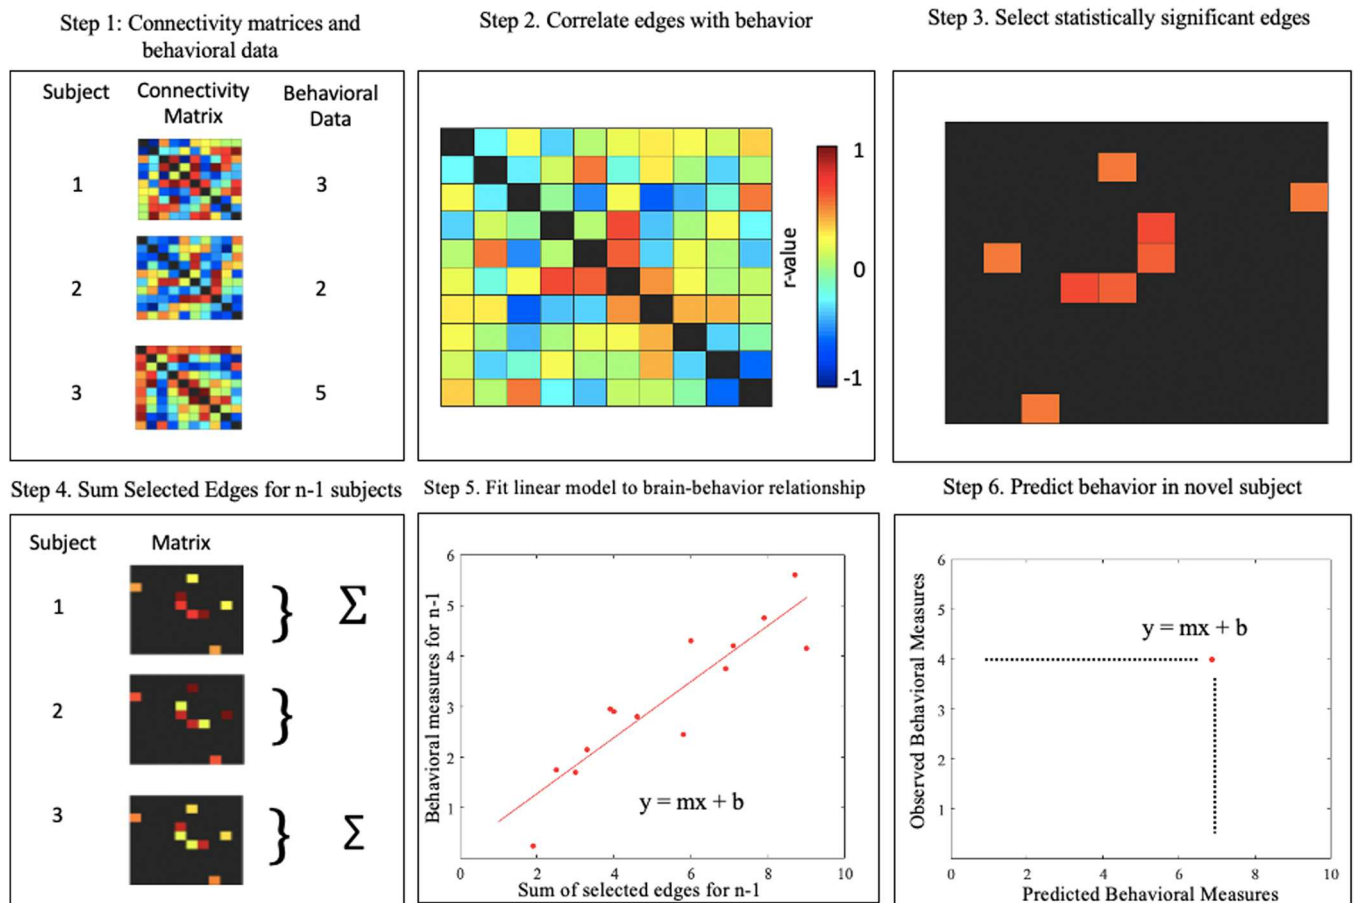 Step 1: Connectivity matrices and
behavioral data
Subject
Connectivity
Matrix
Behavioral
Data
1
3
2
2
3
5
Step 2. Correlate edges with behavior
1
0
-1
r-value
Step 3. Select statistically significant edges
Step 4. Sum Selected Edges for n-1 subjects
Subject
Matrix
1
}
Σ
2
}
3
}
Σ
Step 5. Fit linear model to brain-behavior relationship
Behavioral measures for n-1
6
5
4
3
2
1
y = mx + b
0
2
4
6
8
10
Sum of selected edges for n-1
Step 6. Predict behavior in novel subject
Observed Behavioral Measures
6
5
4
3
2
1
y = mx + b
0
2
4
6
8
10
Predicted Behavioral Measures